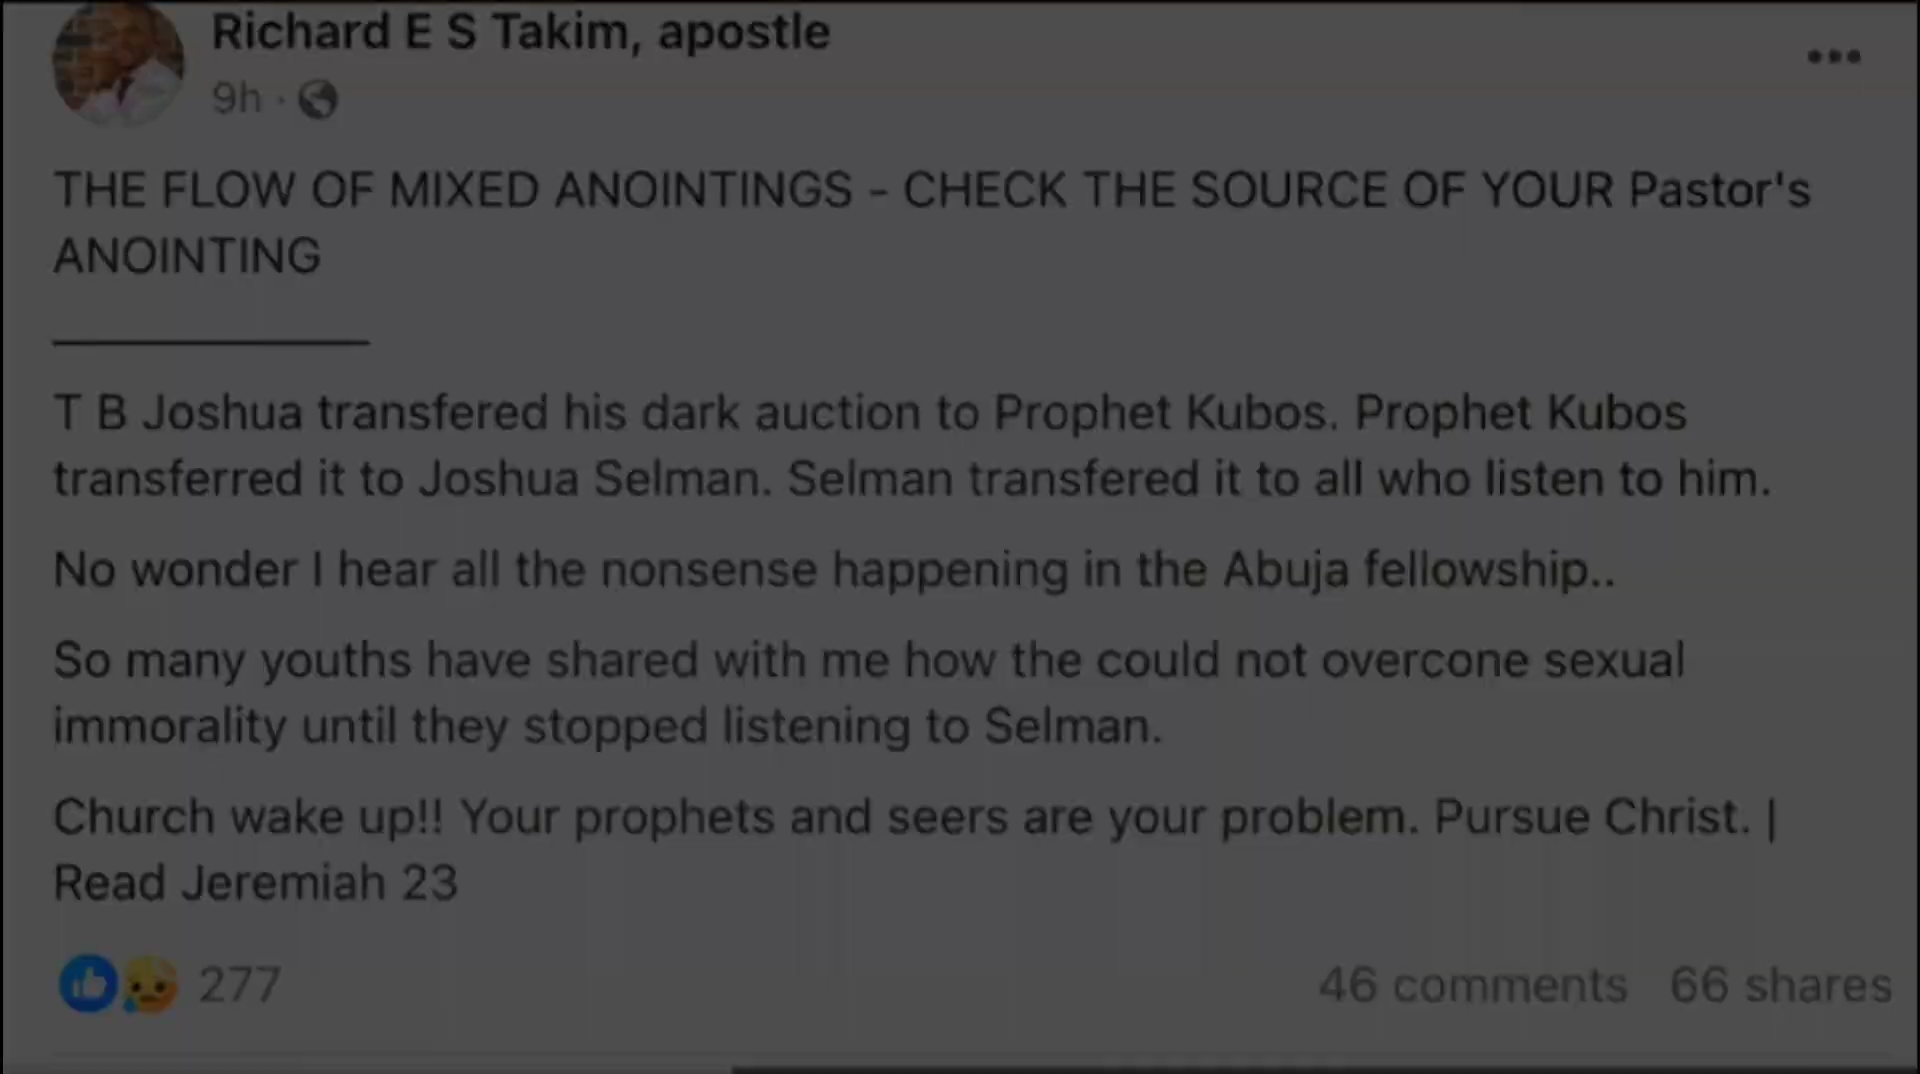 Richard E S Takim, apostle
9h ·
THE FLOW OF MIXED ANOINTINGS - CHECK THE SOURCE OF YOUR Pastor's
ANOINTING
T B Joshua transfered his dark auction to Prophet Kubos. Prophet Kubos
transferred it to Joshua Selman. Selman transfered it to all who listen to him.
No wonder I hear all the nonsense happening in the Abuja fellowship..
So many youths have shared with me how the could not overcone sexual
immorality until they stopped listening to Selman.
Church wake up!! Your prophets and seers are your problem. Pursue Christ. |
Read Jeremiah 23
277 46 comments 66 shares